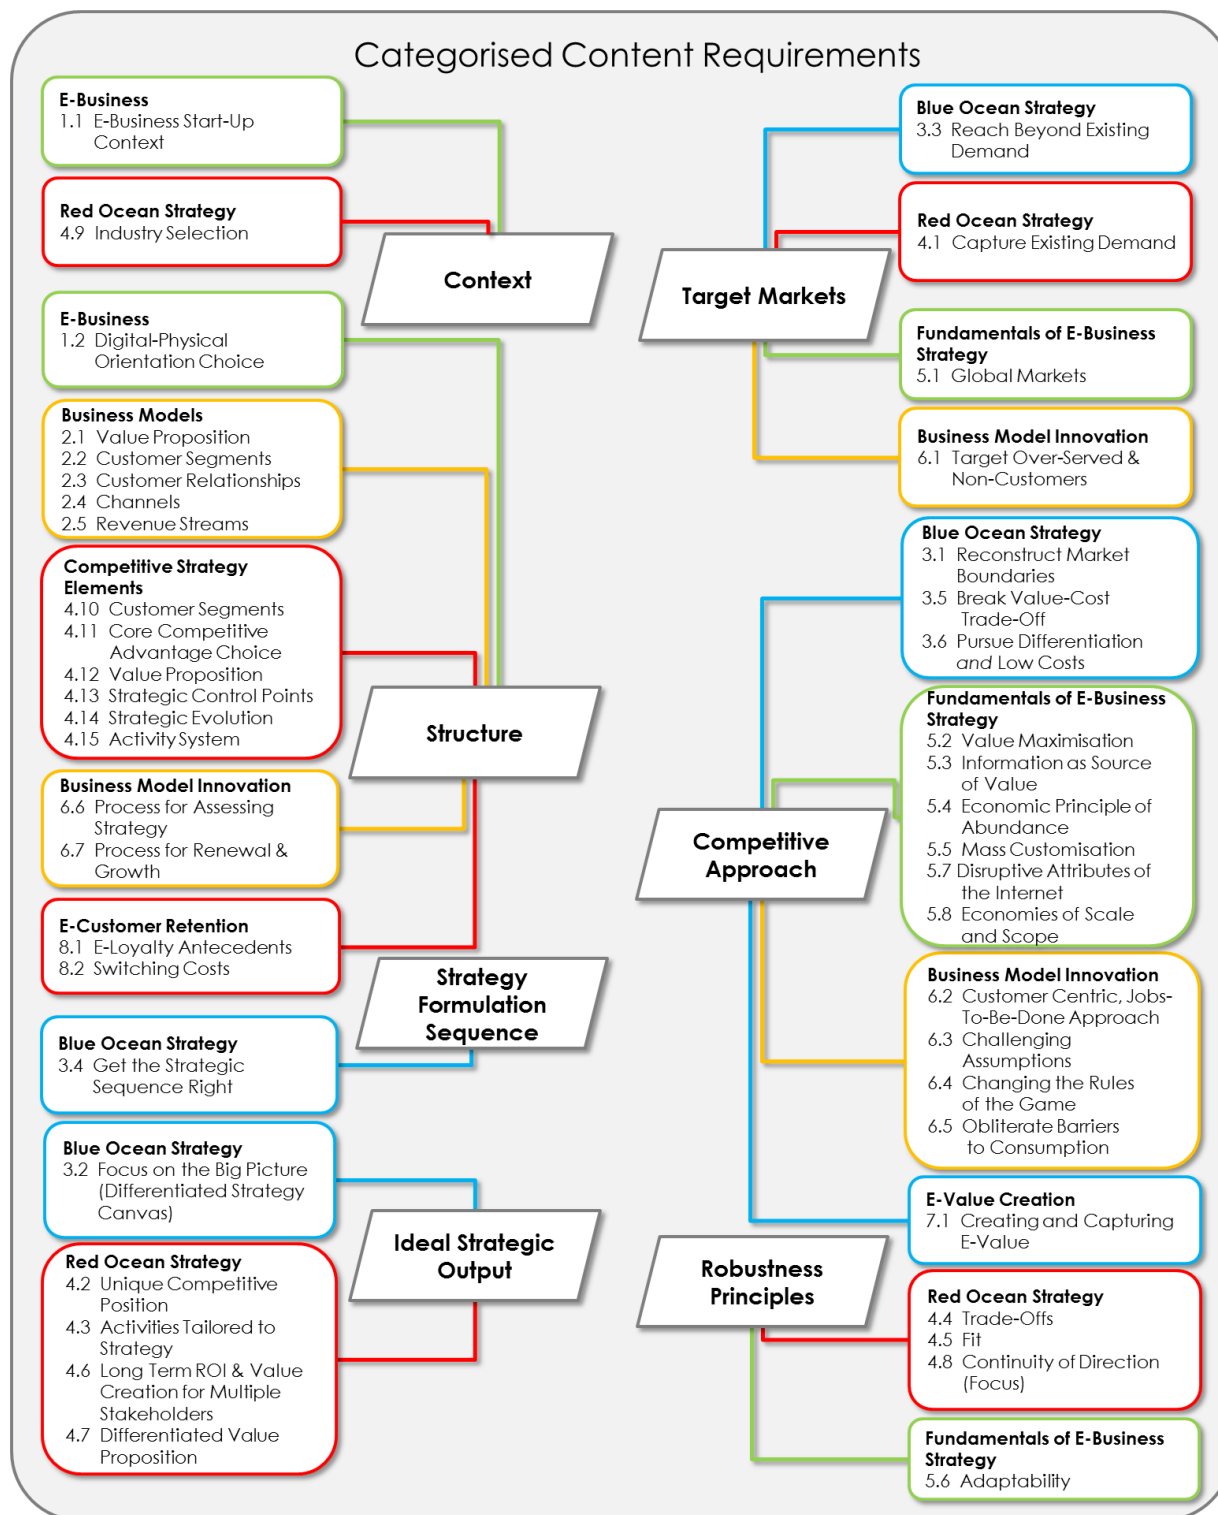 Categorised Content Requirements
E-Business
1.1 E-Business Start-Up
Context
Red Ocean Strategy
4.9 Industry Selection
Context
E-Business
1.2 Digital-Physical
Orientation Choice
Business Models
2.1 Value Proposition
2.2 Customer Segments
2.3 Customer Relationships
2.4 Channels
2.5 Revenue Streams
Competitive Strategy
Elements
4.10 Customer Segments
4.11 Core Competitive
Advantage Choice
4.12 Value Proposition
4.13 Strategic Control Points
4.14 Strategic Evolution
4.15 Activity System
Structure
Business Model Innovation
6.6 Process for Assessing
Strategy
6.7 Process for Renewal &
Growth
E-Customer Retention
8.1 E-Loyalty Antecedents
8.2 Switching Costs
Strategy
Formulation
Sequence
Blue Ocean Strategy
3.4 Get the Strategic
Sequence Right
Blue Ocean Strategy
3.2 Focus on the Big Picture
(Differentiated Strategy
Canvas)
Ideal Strategic
Output
Red Ocean Strategy
4.2 Unique Competitive
Position
4.3 Activities Tailored to
Strategy
4.6 Long Term ROI & Value
Creation for Multiple
Stakeholders
4.7 Differentiated Value
Proposition
Blue Ocean Strategy
3.3 Reach Beyond Existing
Demand
Red Ocean Strategy
4.1 Capture Existing Demand
Target Markets
Fundamentals of E-Business
Strategy
5.1 Global Markets
Business Model Innovation
6.1 Target Over-Served &
Non-Customers
Blue Ocean Strategy
3.1 Reconstruct Market
Boundaries
3.5 Break Value-Cost
Trade-Off
3.6 Pursue Differentiation
and Low Costs
Fundamentals of E-Business
Strategy
5.2 Value Maximisation
5.3 Information as Source
of Value
5.4 Economic Principle of
Abundance
5.5 Mass Customisation
5.7 Disruptive Attributes of
the Internet
5.8 Economies of Scale
and Scope
Competitive
Approach
Business Model Innovation
6.2 Customer Centric, Jobs-
To-Be-Done Approach
6.3 Challenging
Assumptions
6.4 Changing the Rules
of the Game
6.5 Obliterate Barriers
to Consumption
E-Value Creation
7.1 Creating and Capturing
E-Value
Robustness
Principles
Red Ocean Strategy
4.4 Trade-Offs
4.5 Fit
4.8 Continuity of Direction
(Focus)
Fundamentals of E-Business
Strategy
5.6 Adaptability